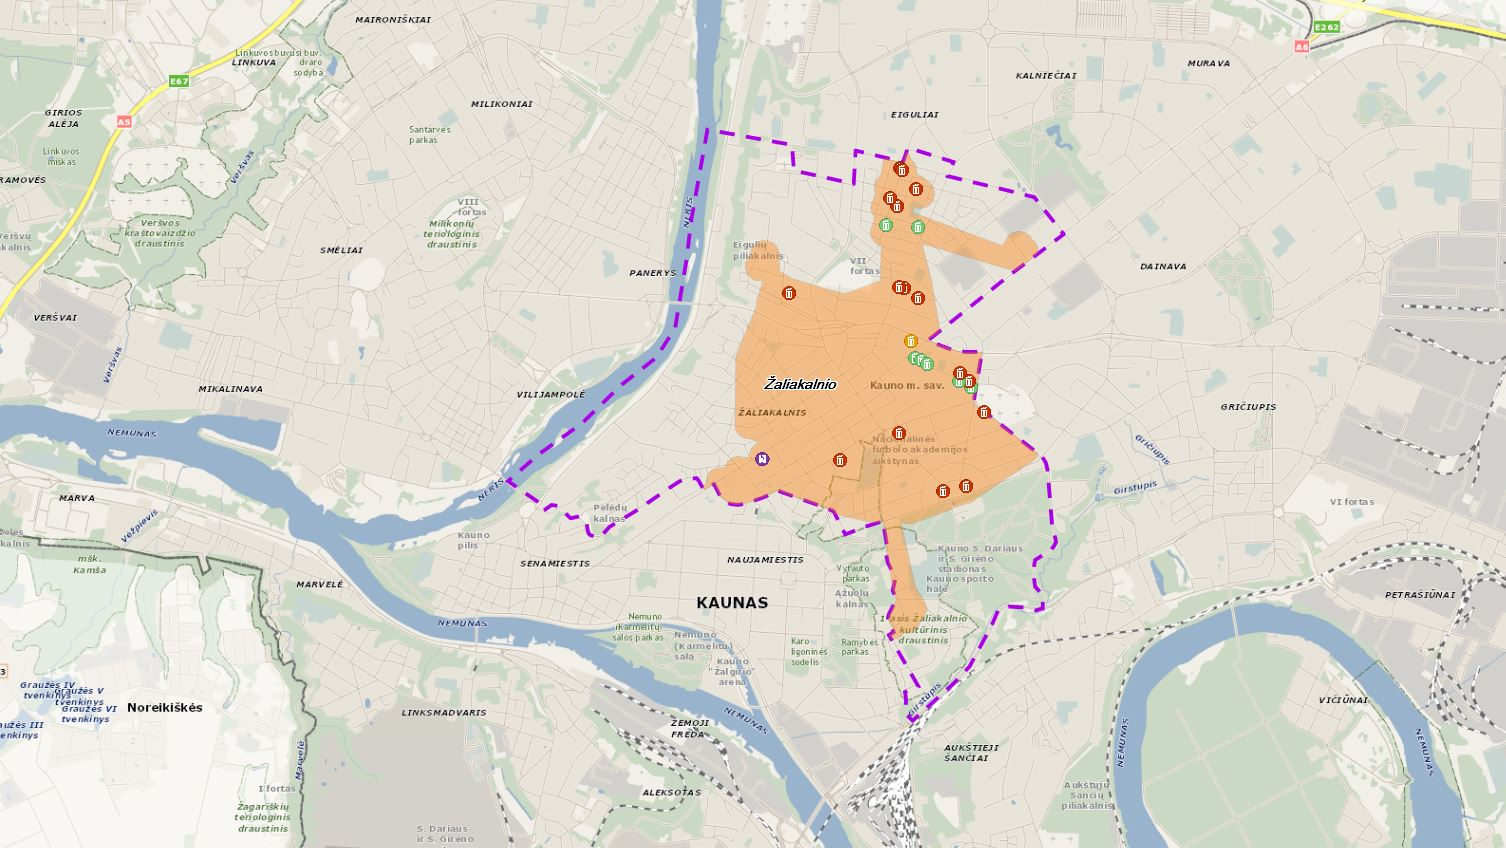 MAIRONIŠKIAI
E262
A6
Linkuvos buvusi buv.
LINKUVA
dvaro
sodyba
E67
MURAVA
KALNIEČIAI
MILIKONIAI
GIRIOS
ALĖJA
A5
EIGULIAI
Santarvės
parkas
Linkuvos
miškas
Veršvas
RAMOVĖS
VIII
fortas
NERIS
Veršvos
kraštovaizdžio
draustinis
Milikonių
teriologinis
draustinis
Veršvų
kalnis
SMĖLIAI
Eigulių
piliakalnis
VII
fortas
DAINAVA
PANERYS
VERŠVAI
Veršvas
Žaliakalnio
Kauno m. sav.
MIKALINAVA
VILIJAMPOLĖ
ŽALIAKALNIS
GRIČIUPIS
NEMUNAS
Nacionalinės
futbolo akademijos
aikštynas
Gričiupis
NERIS
Girstupis
MARVA
VI fortas
Vežpievis
Pelėdų
kalnas
Kauno
pilis
mšk.
Kamša
SENAMIESTIS
NAUJAMIESTIS
Kauno S. Dariaus
ir S. Girėno
stadionas
Kauno sporto
halė
Vytauto
parkas
MARVELĖ
Ąžuolų
kalnas
PETRAŠIŪNAI
KAUNAS
NEMUNAS
Nemuno
(Karmelitų)
salos parkas
Žaliakalnio
kultūrinis
draustinis
Nemuno
(Karmelitų)
sala
Karo
ligoninės
sodelis
Ramybės
parkas
Kauno
"Žalgirio"
arena
Graužės IV
tvenkinys
Graužės V
tvenkinys
Graužės VI
tvenkinys
Noreikiškės
Girstupis
VIČIŪNAI
LINKSMADVARIS
NEMUNAS
ŽEMOJI
FREDA
NEMUNAS
NEMUNAS
Marvelė
AUKŠTIEJI
ŠANČIAI
I fortas
ALEKSOTAS
Aukštųjų
Šančių
piliakalnis
Žagariškių
teriologinis
draustinis
S. Dariaus
ir S. Girėno